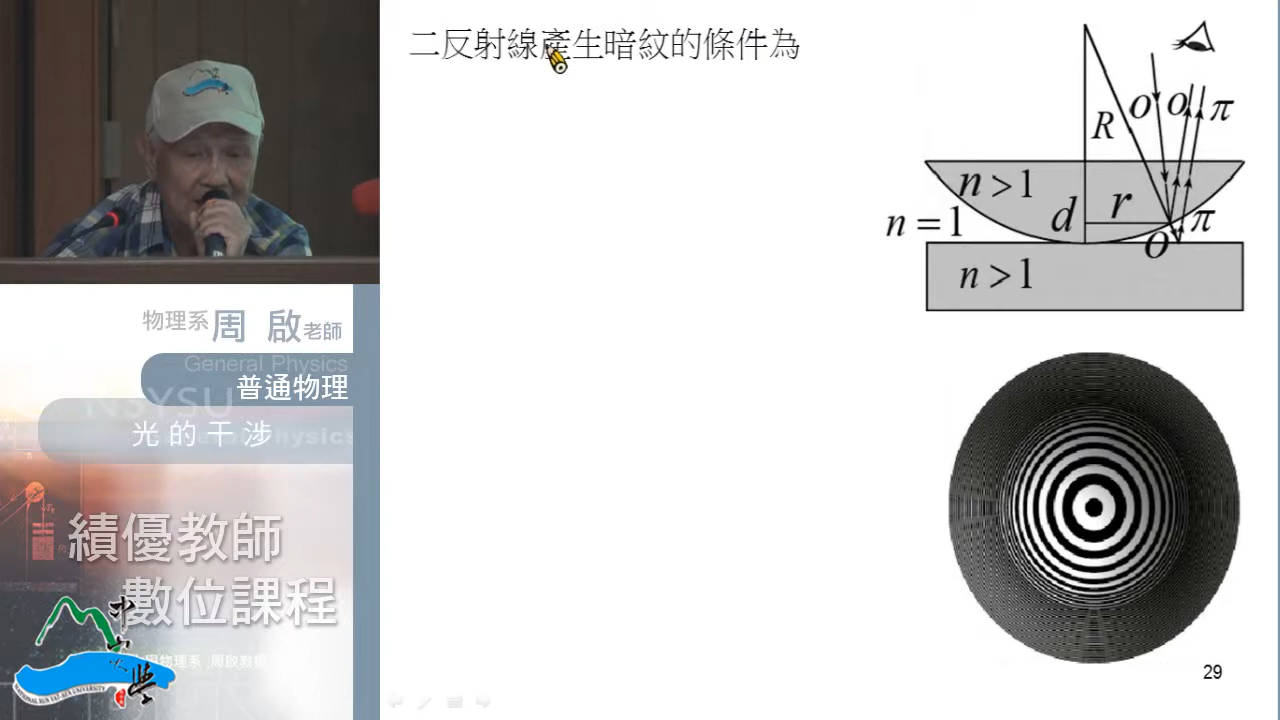 二反射線產生暗紋的條件為
R
O
O
π
n > 1
d
r
n = 1
π
O
n > 1
29
物理系 周 啟 老師
General Physics
普通物理
NSYSU
光的干涉
績優教師
數位課程